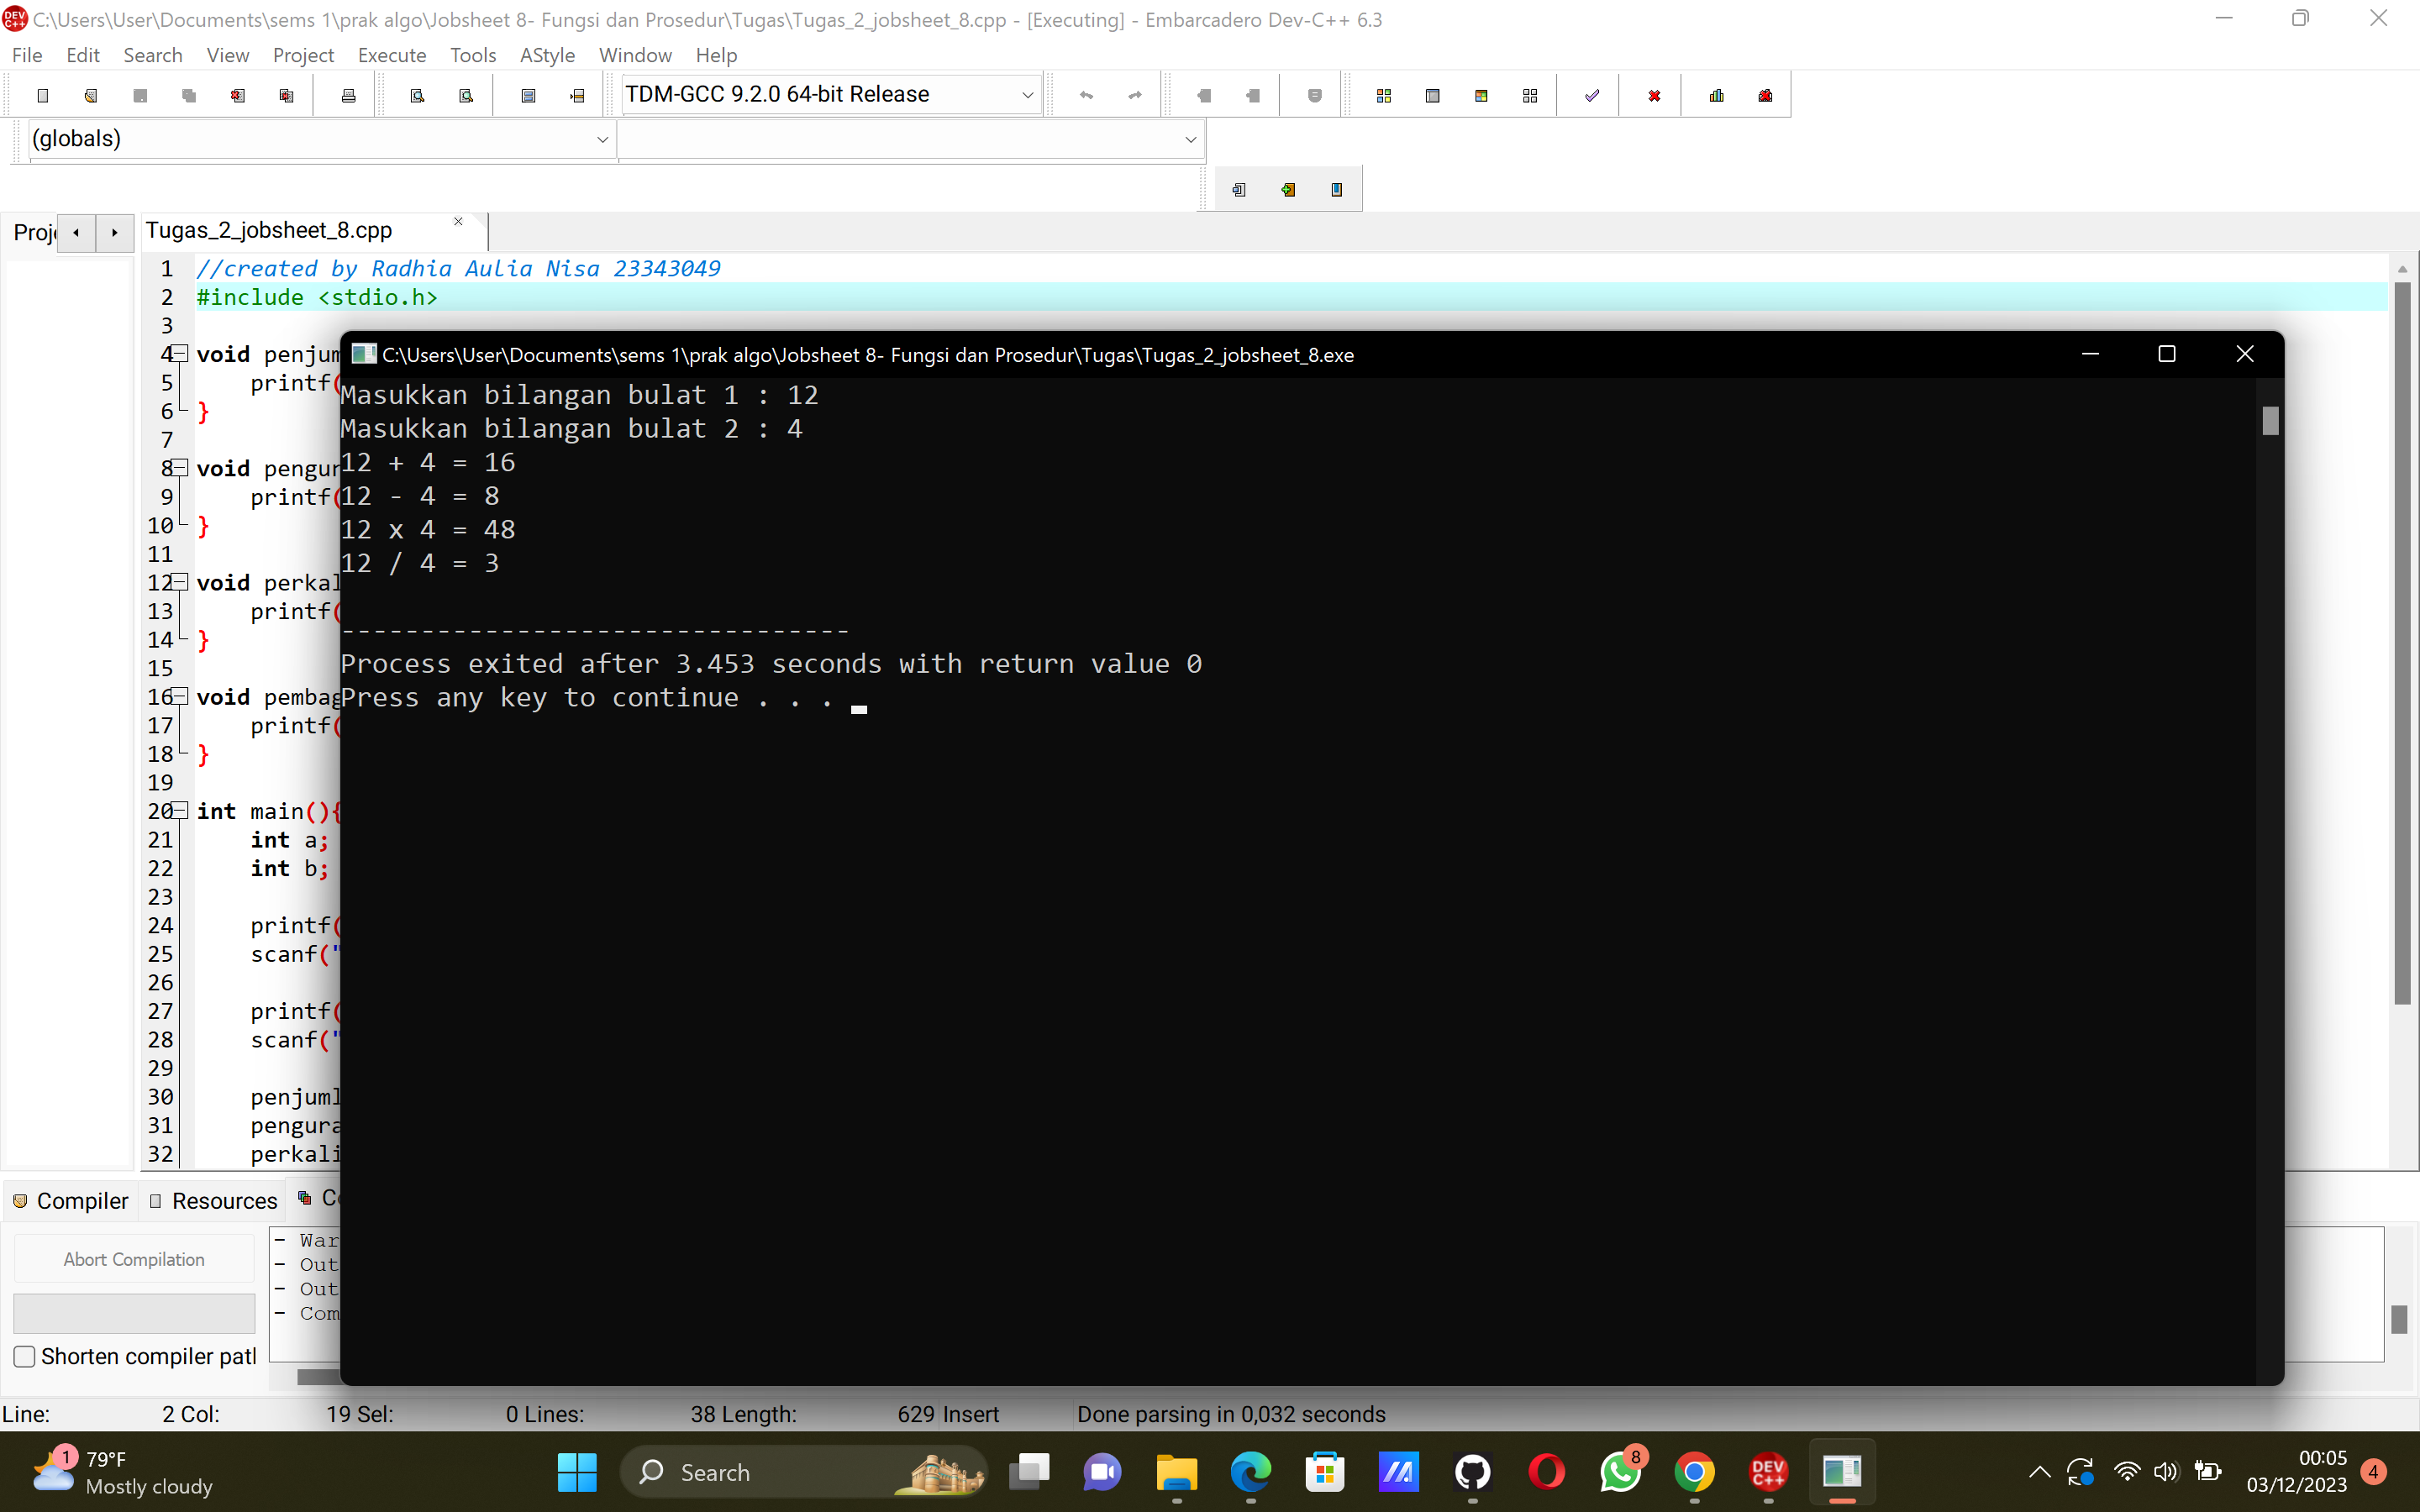 C:\Users\User\Documents\sems 1\prak algo\Jobsheet 8- Fungsi dan Prosedur\Tugas\Tugas_2_jobsheet_8.cpp - [Executing] - Embarcadero Dev-C++ 6.3
File Edit Search View Project Execute Tools AStyle Window Help
TDM-GCC 9.2.0 64-bit Release
(globals)
Proj Tugas_2_jobsheet_8.cpp
1 //created by Radhia Aulia Nisa 23343049
2 #include <stdio.h>
3
C:\Users\User\Documents\sems 1\prak algo\Jobsheet 8- Fungsi dan Prosedur\Tugas\Tugas_2_jobsheet_8.exe
Masukkan bilangan bulat 1 : 12
Masukkan bilangan bulat 2 : 4
12 + 4 = 16
12 - 4 = 8
12 x 4 = 48
12 / 4 = 3
--------------------------------
Process exited after 3.453 seconds with return value 0
Press any key to continue . . .
4 void penjum
5 printf(
6 }
7
8 void pengur
9 printf(
10 }
11
12 void perkal
13 printf(
14 }
15
16 void pembag
17 printf(
18 }
19
20 int main(){
21 int a;
22 int b;
23
24 printf(
25 scanf("
26
27 printf(
28 scanf("
29
30 penjuml
31 pengura
32 perkali
Compiler Resources Co
Abort Compilation
Shorten compiler path
- War
- Out
- Out
- Com
Line: 2 Col: 19 Sel: 0 Lines: 38 Length: 629 Insert Done parsing in 0,032 seconds
1 79°F
Mostly cloudy
Search
8
DEV C++
00:05
03/12/2023
4